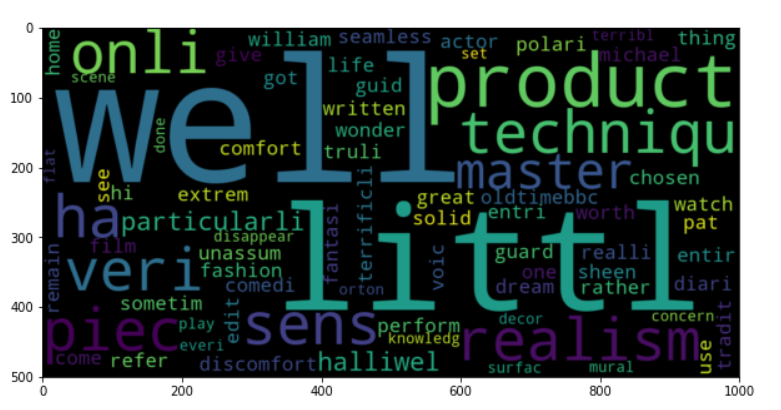 0
100
200
300
400
500
home
onli
scene
give
william
seamless
actor
set
polari
terribl
michael
thing
got
life
guid
written
wonder
truli
product
techniqu
well
done
comfort
flat
see
hi
extrem
master
chosen
ha
particularli
great
oldtimebbc
solid
entri
worth
watch
pat
film
disappear
fantasi
terrificli
littl
veri
unassum
fashion
comedi
orton
voic
guard
realli
one
sheen
dream
rather
entir
diari
remain
sometim
edit
sens
piec
play
everi
come
refer
perform
knowledg
discomfort
halliwel
decor
realism
concern
surfac
mural
use
tradit
0
200
400
600
800
1000